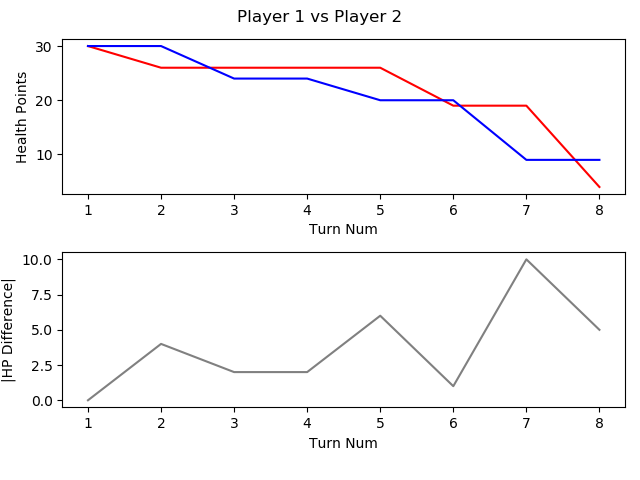 Player 1 vs Player 2
Health Points
30
20
10
1 2 3 4 5 6 7 8
Turn Num
|HP Difference|
10.0
7.5
5.0
2.5
0.0
1 2 3 4 5 6 7 8
Turn Num